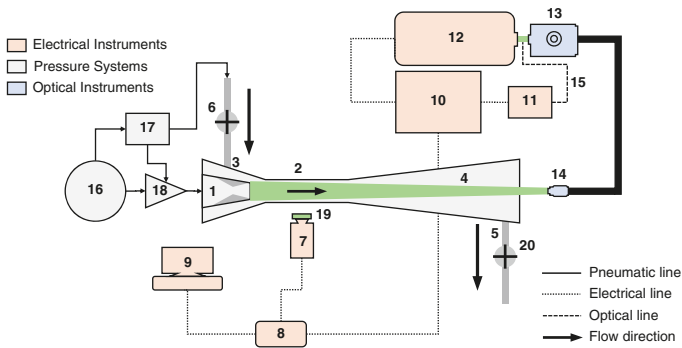 Electrical Instruments
Pressure Systems
Optical Instruments
12
13
10
11
15
6
17
3
2
16
18
1
4
14
19
7
5
20
9
8
Pneumatic line
Electrical line
Optical line
Flow direction